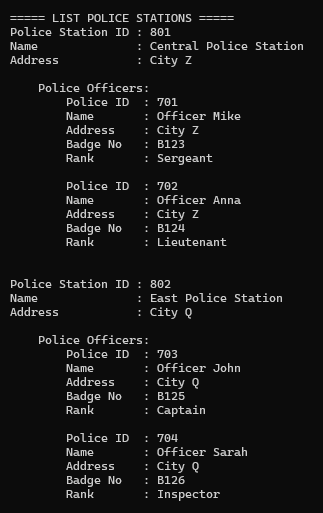 ===== LIST POLICE STATIONS =====
Police Station ID : 801
Name              : Central Police Station
Address           : City Z

    Police Officers:
        Police ID  : 701
        Name       : Officer Mike
        Address    : City Z
        Badge No   : B123
        Rank       : Sergeant

        Police ID  : 702
        Name       : Officer Anna
        Address    : City Z
        Badge No   : B124
        Rank       : Lieutenant


Police Station ID : 802
Name              : East Police Station
Address           : City Q

    Police Officers:
        Police ID  : 703
        Name       : Officer John
        Address    : City Q
        Badge No   : B125
        Rank       : Captain

        Police ID  : 704
        Name       : Officer Sarah
        Address    : City Q
        Badge No   : B126
        Rank       : Inspector